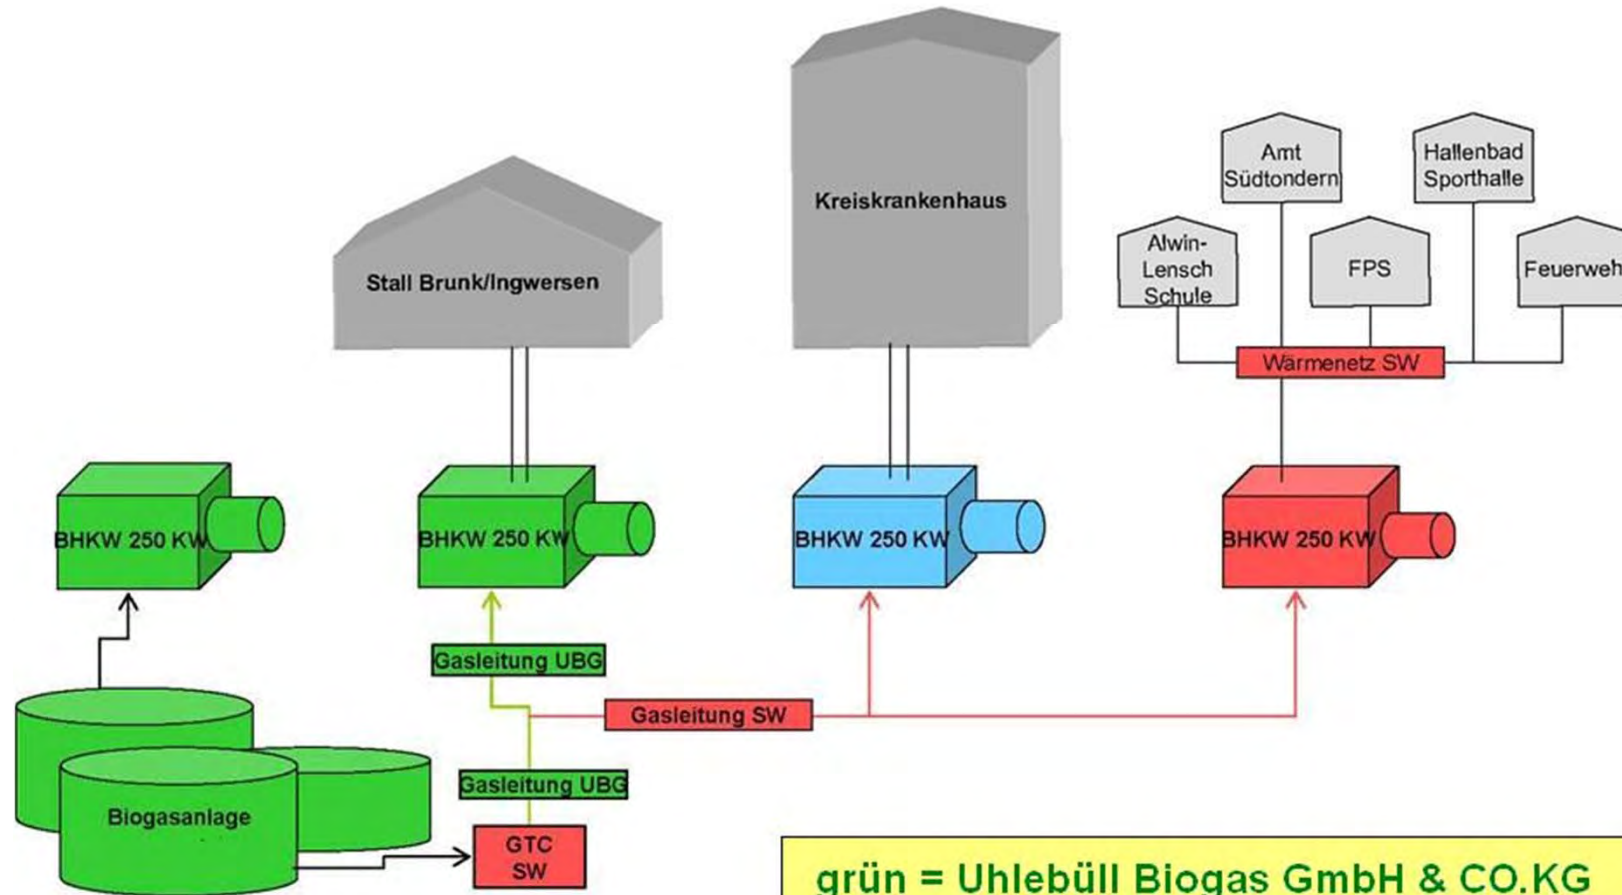 Amt
Südtondern
Hallenbad
Sporthalle
Kreiskrankenhaus
Alwin-
Lensch
Schule
FPS
Feuerweh
Stall Brunk/Ingwersen
Wärmenetz SW
BHKW 250 KW
BHKW 250 KW
BHKW 250 KW
BHKW 250 KW
Gasleitung UBG
Gasleitung SW
Gasleitung UBG
Biogasanlage
GTC
SW
grün = Uhlebüll Biogas GmbH & CO.KG